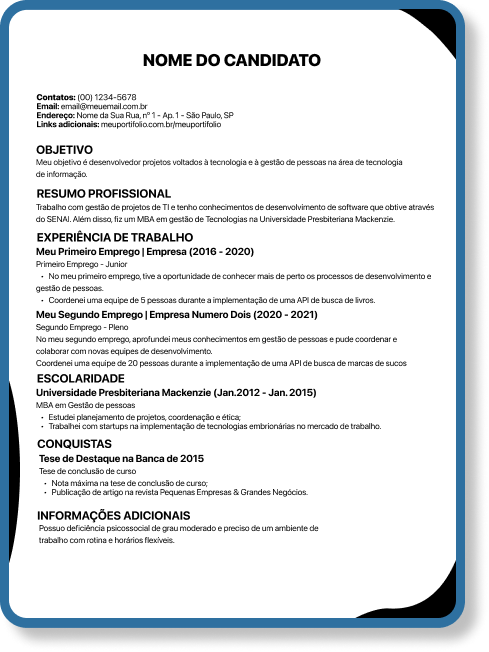 NOME DO CANDIDATO
Contatos: (00) 1234-5678
Email: email@meuemail.com.br
Endereço: Nome da Sua Rua, nº 1 - Ap. 1 - São Paulo, SP
Links adicionais: meuportifolio.com.br/meuportifolio
OBJETIVO
Meu objetivo é desenvolvedor projetos voltados à tecnologia e à gestão de pessoas na área de tecnologia
de informação.
RESUMO PROFISSIONAL
Trabalho com gestão de projetos de TI e tenho conhecimentos de desenvolvimento de software que obtive através
do SENAI. Além disso, fiz um MBA em gestão de Tecnologias na Universidade Presbiteriana Mackenzie.
EXPERIÊNCIA DE TRABALHO
Meu Primeiro Emprego | Empresa (2016 - 2020)
Primeiro Emprego - Junior
• No meu primeiro emprego, tive a oportunidade de conhecer mais de perto os processos de desenvolvimento e
gestão de pessoas.
• Coordenei uma equipe de 5 pessoas durante a implementação de uma API de busca de livros.
Meu Segundo Emprego | Empresa Numero Dois (2020 - 2021)
Segundo Emprego - Pleno
No meu segundo emprego, aprofundei meus conhecimentos em gestão de pessoas e pude coordenar e
colaborar com novas equipes de desenvolvimento.
Coordenei uma equipe de 20 pessoas durante a implementação de uma API de busca de marcas de sucos
ESCOLARIDADE
Universidade Presbiteriana Mackenzie (Jan.2012 - Jan. 2015)
MBA em Gestão de pessoas
• Estudei planejamento de projetos, coordenação e ética;
• Trabalhei com startups na implementação de tecnologias embrionárias no mercado de trabalho.
CONQUISTAS
Tese de Destaque na Banca de 2015
Tese de conclusão de curso
• Nota máxima na tese de conclusão de curso;
• Publicação de artigo na revista Pequenas Empresas & Grandes Negócios.
INFORMAÇÕES ADICIONAIS
Possuo deficiência psicossocial de grau moderado e preciso de um ambiente de
trabalho com rotina e horários flexíveis.